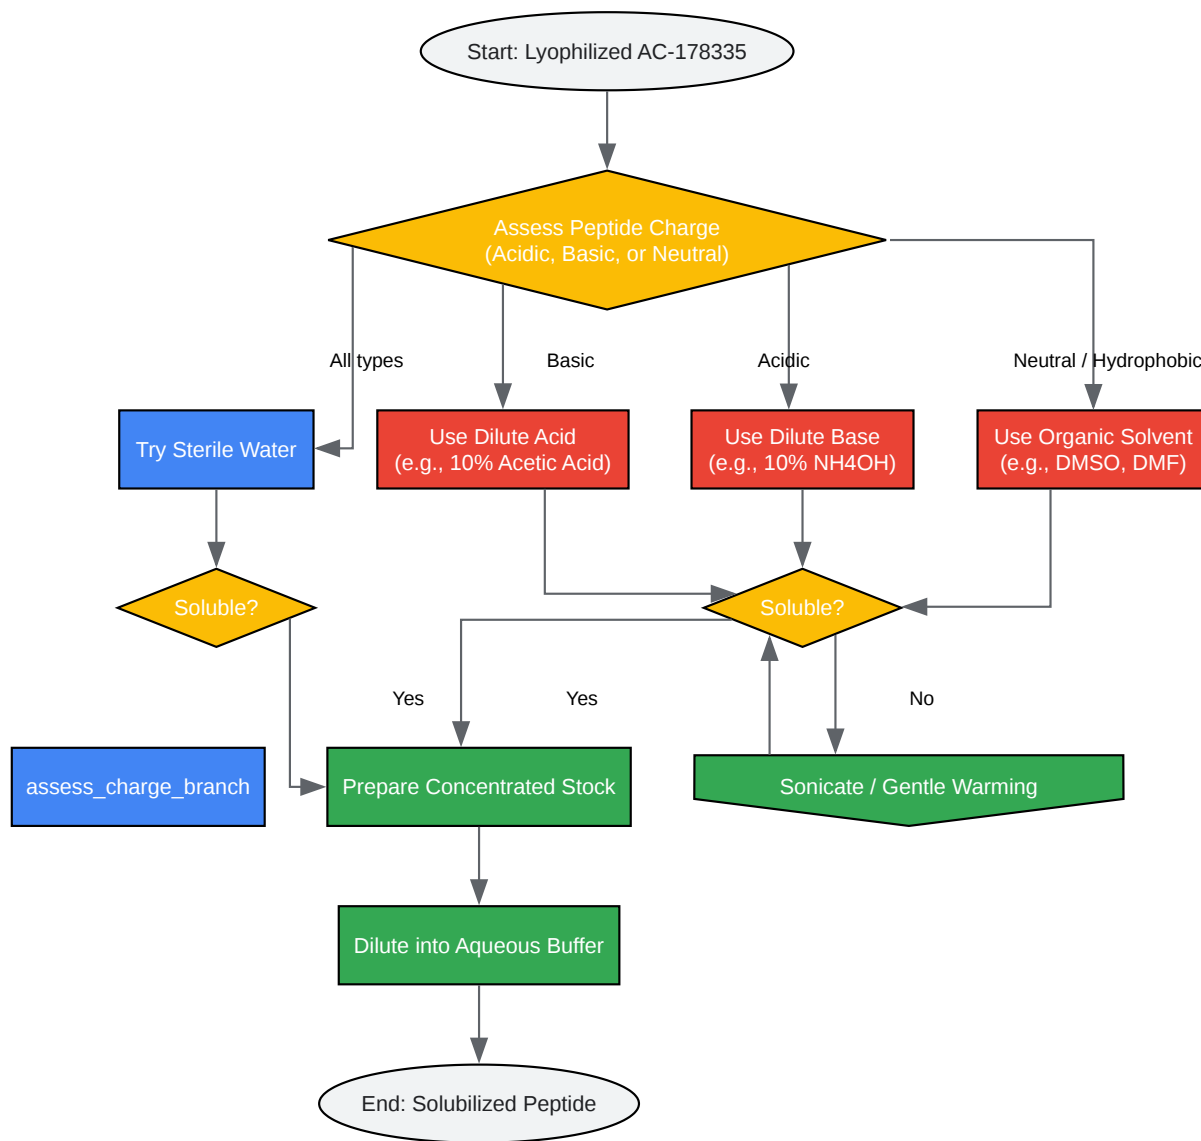 Start: Lyophilized AC-178335
Assess Peptide Charge
(Acidic, Basic, or Neutral)
All types
Basic
Acidic
Neutral / Hydrophobic
Try Sterile Water
Use Dilute Acid
(e.g., 10% Acetic Acid)
Use Dilute Base
(e.g., 10% NH4OH)
Use Organic Solvent
(e.g., DMSO, DMF)
Soluble?
Soluble?
Yes
Yes
No
assess_charge_branch
Prepare Concentrated Stock
Sonicate / Gentle Warming
Dilute into Aqueous Buffer
End: Solubilized Peptide